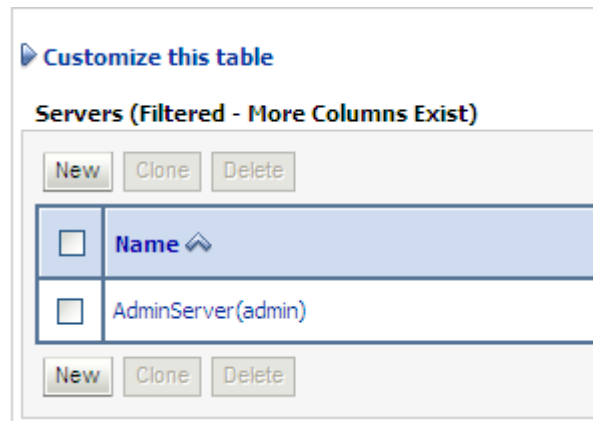 Customize this table
Servers (Filtered - More Columns Exist)
New Clone Delete
Name
AdminServer(admin)
New Clone Delete